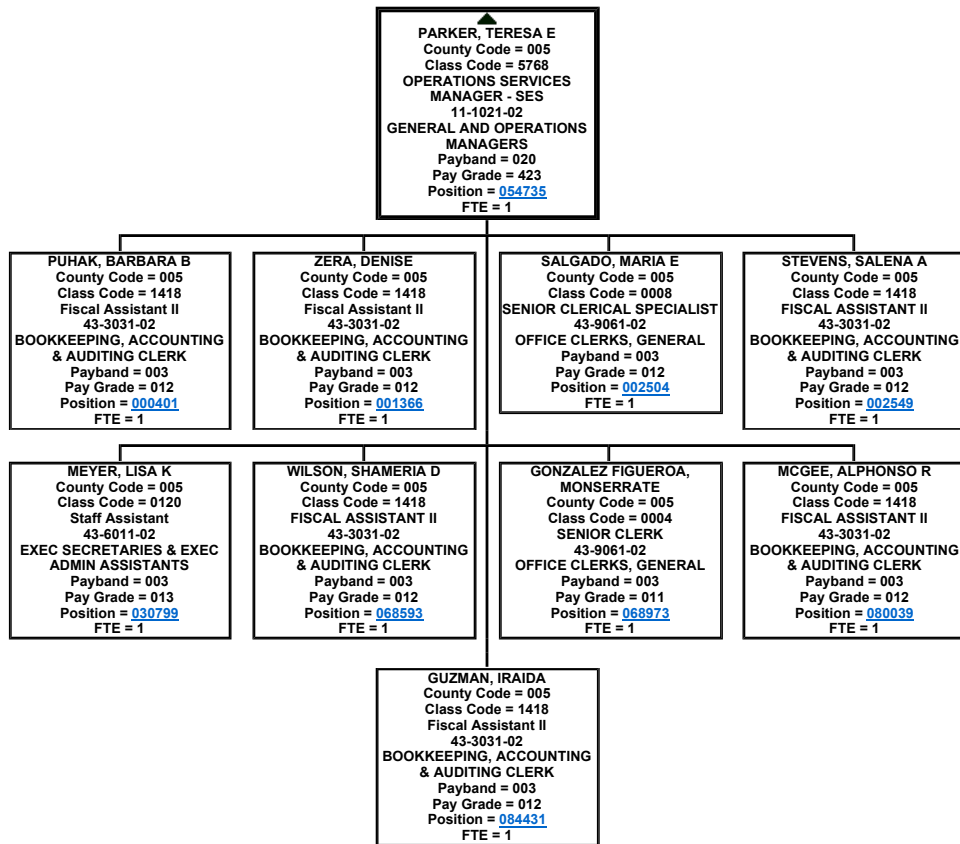 PARKER, TERESA E
County Code = 005
Class Code = 5768
OPERATIONS SERVICES
MANAGER - SES
11-1021-02
GENERAL AND OPERATIONS
MANAGERS
Payband = 020
Pay Grade = 423
Position = 054735
FTE = 1
PUHAK, BARBARA B
County Code = 005
Class Code = 1418
Fiscal Assistant II
43-3031-02
BOOKKEEPING, ACCOUNTING
& AUDITING CLERK
Payband = 003
Pay Grade = 012
Position = 000401
FTE = 1
ZERA, DENISE
County Code = 005
Class Code = 1418
Fiscal Assistant II
43-3031-02
BOOKKEEPING, ACCOUNTING
& AUDITING CLERK
Payband = 003
Pay Grade = 012
Position = 001366
FTE = 1
SALGADO, MARIA E
County Code = 005
Class Code = 0008
SENIOR CLERICAL SPECIALIST
43-9061-02
OFFICE CLERKS, GENERAL
Payband = 003
Pay Grade = 012
Position = 002504
FTE = 1
STEVENS, SALENA A
County Code = 005
Class Code = 1418
FISCAL ASSISTANT II
43-3031-02
BOOKKEEPING, ACCOUNTING
& AUDITING CLERK
Payband = 003
Pay Grade = 012
Position = 002549
FTE = 1
MEYER, LISA K
County Code = 005
Class Code = 0120
Staff Assistant
43-6011-02
EXEC SECRETARIES & EXEC
ADMIN ASSISTANTS
Payband = 003
Pay Grade = 013
Position = 030799
FTE = 1
WILSON, SHAMERIA D
County Code = 005
Class Code = 1418
FISCAL ASSISTANT II
43-3031-02
BOOKKEEPING, ACCOUNTING
& AUDITING CLERK
Payband = 003
Pay Grade = 012
Position = 068593
FTE = 1
GONZALEZ FIGUEROA,
MONSERRATE
County Code = 005
Class Code = 0004
SENIOR CLERK
43-9061-02
OFFICE CLERKS, GENERAL
Payband = 003
Pay Grade = 011
Position = 068973
FTE = 1
MCGEE, ALPHONSO R
County Code = 005
Class Code = 1418
FISCAL ASSISTANT II
43-3031-02
BOOKKEEPING, ACCOUNTING
& AUDITING CLERK
Payband = 003
Pay Grade = 012
Position = 080039
FTE = 1
GUZMAN, IRAIDA
County Code = 005
Class Code = 1418
Fiscal Assistant II
43-3031-02
BOOKKEEPING, ACCOUNTING
& AUDITING CLERK
Payband = 003
Pay Grade = 012
Position = 084431
FTE = 1